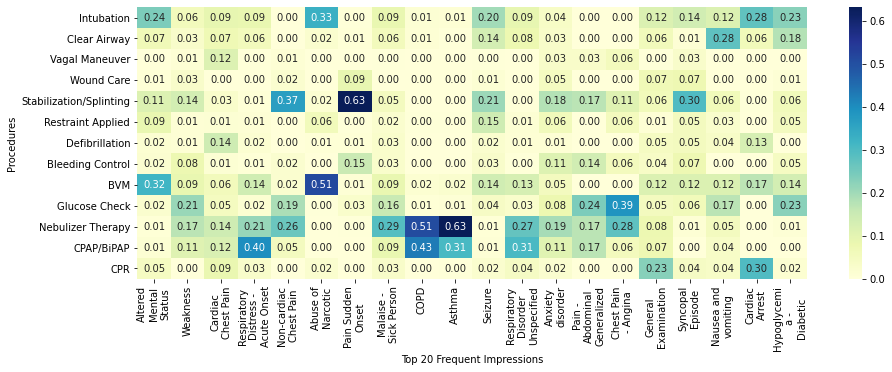 Procedures
Intubation 0.24 0.06 0.09 0.09 0.00 0.33 0.00 0.09 0.01 0.01 0.20 0.09 0.04 0.00 0.00 0.12 0.14 0.12 0.28 0.23
Clear Airway 0.07 0.03 0.07 0.06 0.00 0.02 0.01 0.06 0.01 0.00 0.14 0.08 0.03 0.00 0.00 0.06 0.01 0.28 0.06 0.18
Vagal Maneuver 0.00 0.01 0.12 0.00 0.01 0.00 0.00 0.00 0.00 0.00 0.00 0.00 0.03 0.03 0.06 0.00 0.03 0.00 0.00 0.00
Wound Care 0.01 0.03 0.00 0.00 0.02 0.00 0.09 0.00 0.00 0.00 0.01 0.00 0.05 0.00 0.00 0.07 0.07 0.00 0.00 0.01
Stabilization/Splinting 0.11 0.14 0.03 0.01 0.37 0.02 0.63 0.05 0.00 0.00 0.21 0.00 0.18 0.17 0.11 0.06 0.30 0.06 0.00 0.06
Restraint Applied 0.09 0.01 0.01 0.01 0.00 0.06 0.00 0.02 0.00 0.00 0.15 0.01 0.06 0.00 0.06 0.01 0.05 0.03 0.00 0.05
Defibrillation 0.02 0.01 0.14 0.02 0.00 0.01 0.01 0.03 0.00 0.00 0.02 0.01 0.01 0.00 0.00 0.05 0.05 0.04 0.13 0.00
Bleeding Control 0.02 0.08 0.01 0.01 0.02 0.00 0.15 0.03 0.00 0.00 0.03 0.00 0.11 0.14 0.06 0.04 0.07 0.00 0.00 0.05
BVM 0.32 0.09 0.06 0.14 0.02 0.51 0.01 0.09 0.02 0.02 0.14 0.13 0.05 0.00 0.00 0.12 0.12 0.12 0.17 0.14
Glucose Check 0.02 0.21 0.05 0.02 0.19 0.02 0.03 0.16 0.01 0.01 0.04 0.03 0.08 0.24 0.39 0.05 0.06 0.17 0.00 0.23
Nebulizer Therapy 0.01 0.17 0.14 0.21 0.26 0.00 0.00 0.29 0.51 0.63 0.01 0.27 0.19 0.17 0.28 0.08 0.01 0.05 0.00 0.01
CPAP/BiPAP 0.01 0.11 0.12 0.40 0.05 0.00 0.00 0.09 0.43 0.31 0.01 0.31 0.11 0.17 0.06 0.07 0.00 0.04 0.00 0.00
CPR 0.05 0.00 0.09 0.03 0.00 0.02 0.00 0.03 0.00 0.00 0.02 0.04 0.02 0.00 0.00 0.23 0.04 0.04 0.30 0.02
Altered
Mental
Status
Weakness
Cardiac
Chest Pain
Respiratory
Distress -
Acute Onset
Non-cardiac
Chest Pain
Abuse of
Narcotic
Pain Sudden
Onset
Malaise -
Sick Person
COPD
Asthma
Seizure
Respiratory
Disorder -
Unspecified
Anxiety
disorder
Pain -
Abdominal -
Generalized
Chest Pain
- Angina
General
Examination
Syncopal
Episode
Nausea and
vomiting
Cardiac
Arrest
Hypoglycemi
a -
Diabetic
Top 20 Frequent Impressions
0.6
0.5
0.4
0.3
0.2
0.1
0.0